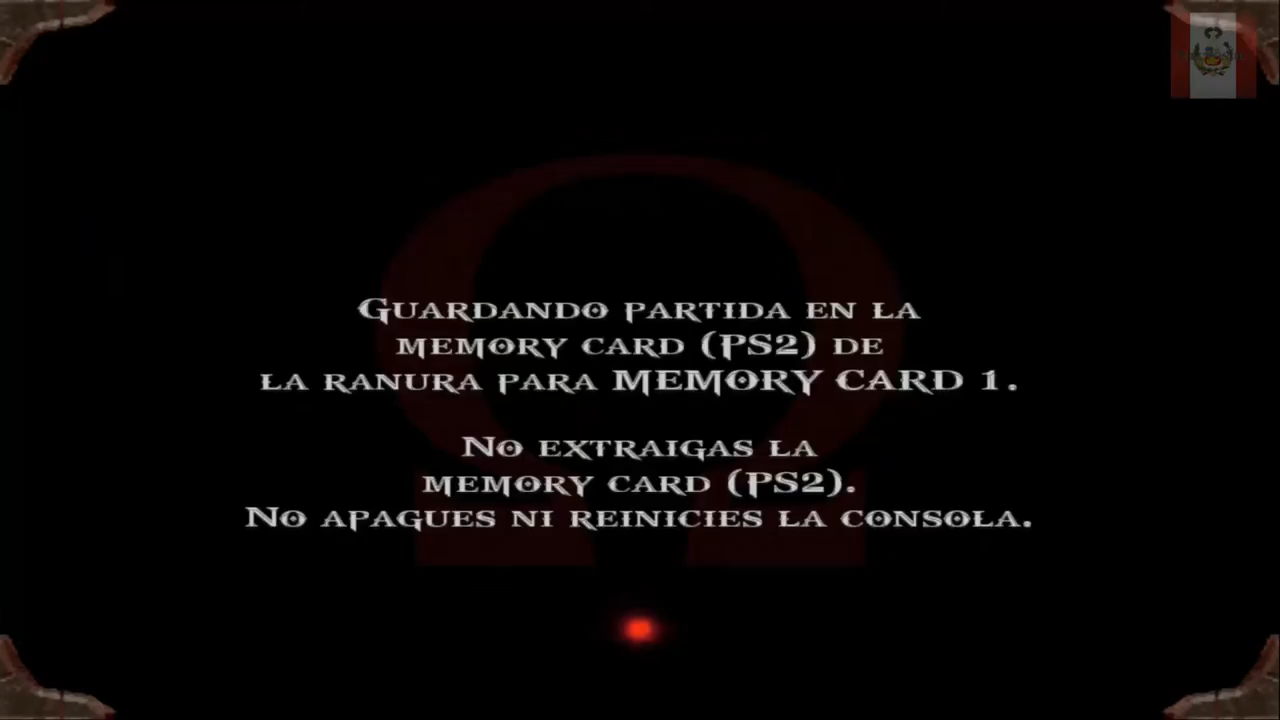 Guardando partida en la
memory card (PS2) de
la ranura para MEMORY CARD 1.
No extraigas la
memory card (PS2).
No apagues ni reinicies la consola.